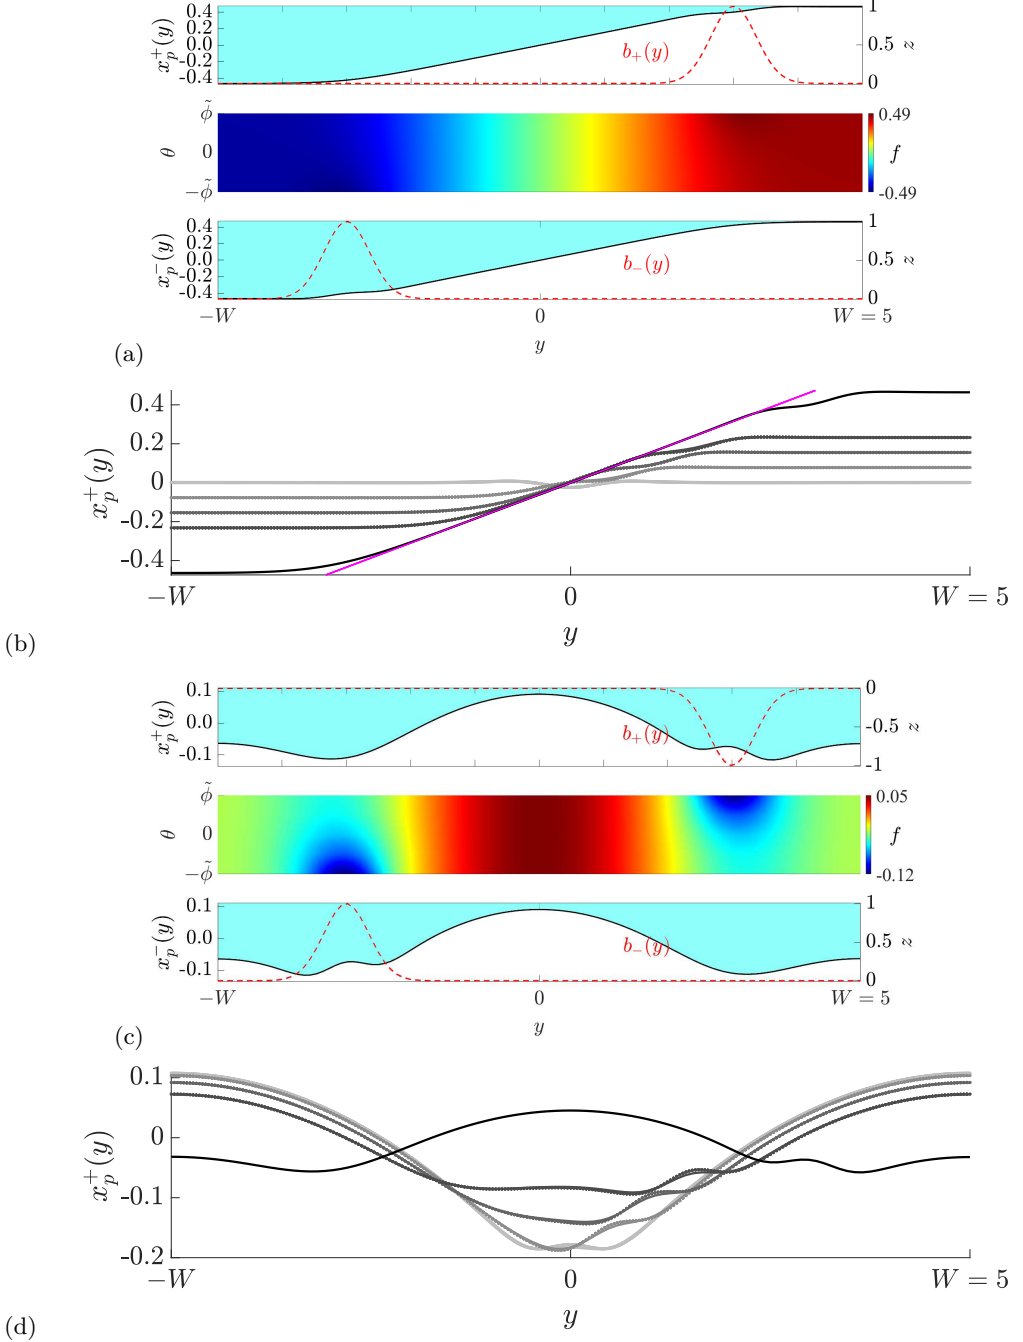 0.4
0.2
0.0
-0.2
-0.4
x_p^+(y)
b_+(y)
1
0.5
0
z
ϕ̃
0
−ϕ̃
θ
0.49
f
-0.49
0.4
0.2
0.0
-0.2
-0.4
x_p^−(y)
b_−(y)
1
0.5
0
z
−W
0
W = 5
y
(a)
0.4
0.2
0
-0.2
-0.4
x_p^+(y)
−W
0
W = 5
y
(b)
0.1
0.0
-0.1
x_p^+(y)
b_+(y)
0
-0.5
-1
z
ϕ̃
0
−ϕ̃
θ
0.05
f
-0.12
0.1
0.0
-0.1
x_p^−(y)
b_−(y)
1
0.5
0
z
−W
0
W = 5
y
(c)
0.1
0
-0.1
-0.2
x_p^+(y)
−W
0
W = 5
y
(d)